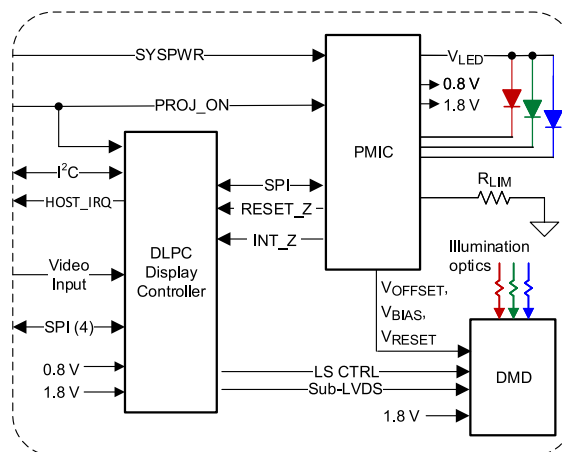 SYSPWR
PROJ_ON
I2C
HOST_IRQ
Video
Input
SPI (4)
0.8 V
1.8 V
DLPC
Display
Controller
SPI
RESET_Z
INT_Z
PMIC
VLED
0.8 V
1.8 V
RLIM
Illumination
optics
VOFFSET,
VBIAS,
VRESET
LS CTRL
Sub-LVDS
DMD
1.8 V